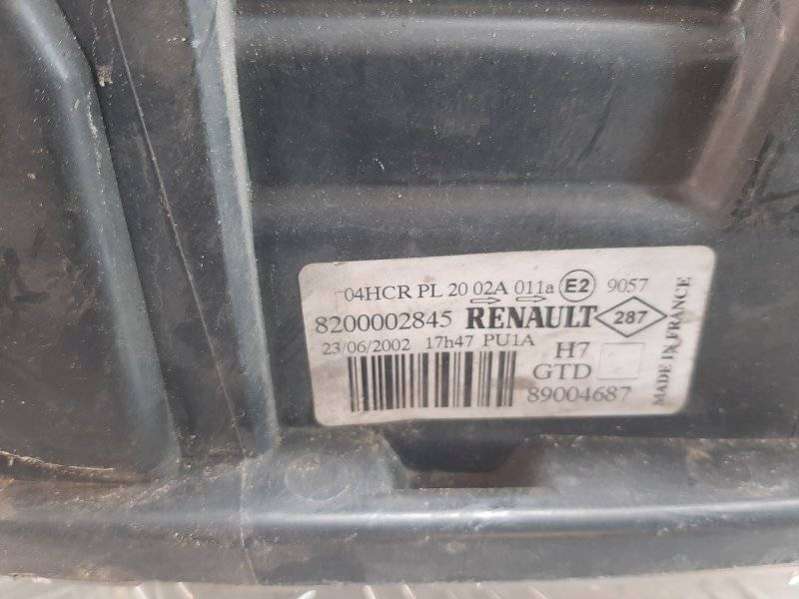 04HCR PL 20 02A 011a E2 9057
8200002845 RENAULT 287
23/06/2002 17h47 PU1A H7
GTD
89004687
MADE IN FRANCE